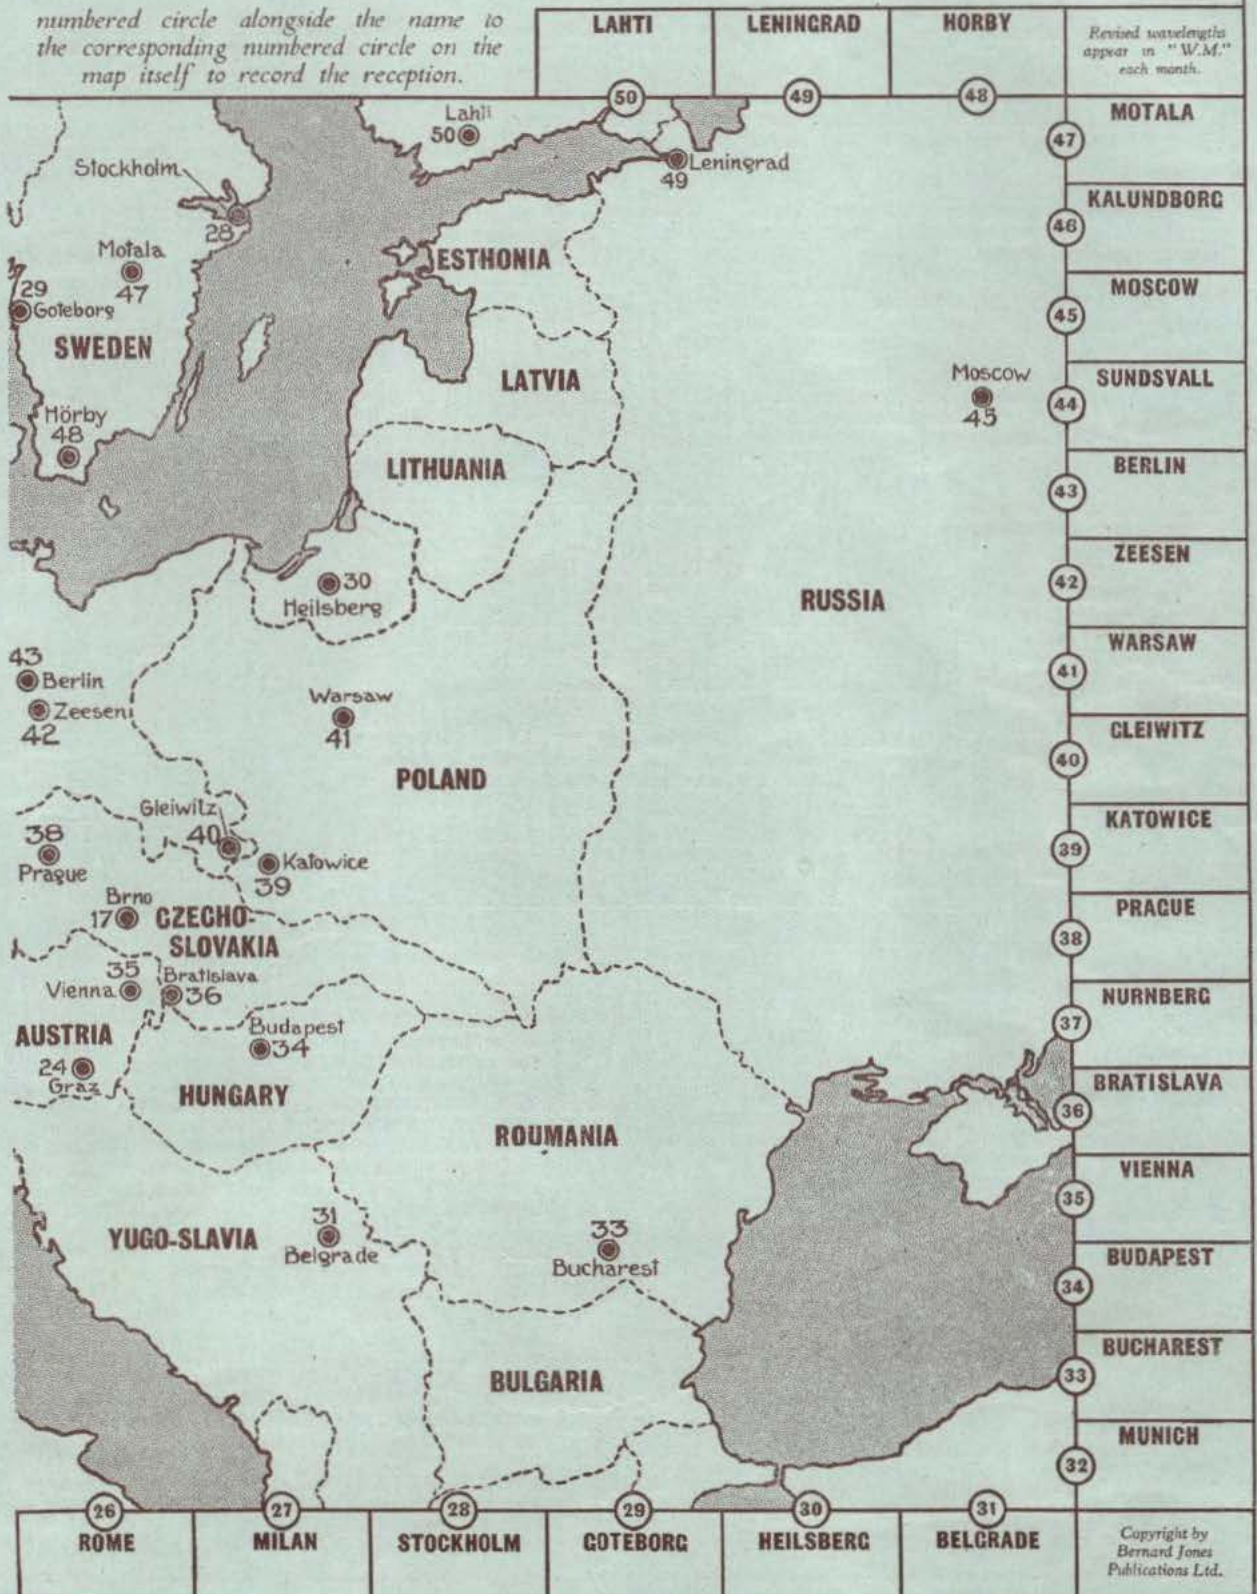 numbered circle alongside the name to
the corresponding numbered circle on the
map itself to record the reception.
LAHTI
LENINGRAD
HORBY
Revised wavelengths
appear in "W.M."
each month.
50
49
48
MOTALA
47
KALUNDBORG
46
MOSCOW
45
SUNDSVALL
44
BERLIN
43
ZEESEN
42
WARSAW
41
GLEIWITZ
40
KATOWICE
39
PRAGUE
38
NURNBERG
37
BRATISLAVA
36
VIENNA
35
BUDAPEST
34
BUCHAREST
33
MUNICH
32
Lahti
50
Leningrad
49
Stockholm
28
Motala
47
29
Goteborg
SWEDEN
Hörby
48
ESTHONIA
LATVIA
LITHUANIA
Moscow
45
30
Heilsberg
RUSSIA
43
Berlin
Zeesen
42
Warsaw
41
POLAND
Gleiwitz
40
Katowice
39
38
Prague
Brno
17
CZECHO-
SLOVAKIA
35
Vienna
Bratislava
36
AUSTRIA
24
Graz
Budapest
34
HUNGARY
ROUMANIA
YUGO-SLAVIA
31
Belgrade
33
Bucharest
BULGARIA
26
27
28
29
30
31
ROME
MILAN
STOCKHOLM
GOTEBORG
HEILSBERG
BELGRADE
Copyright by
Bernard Jones
Publications Ltd.